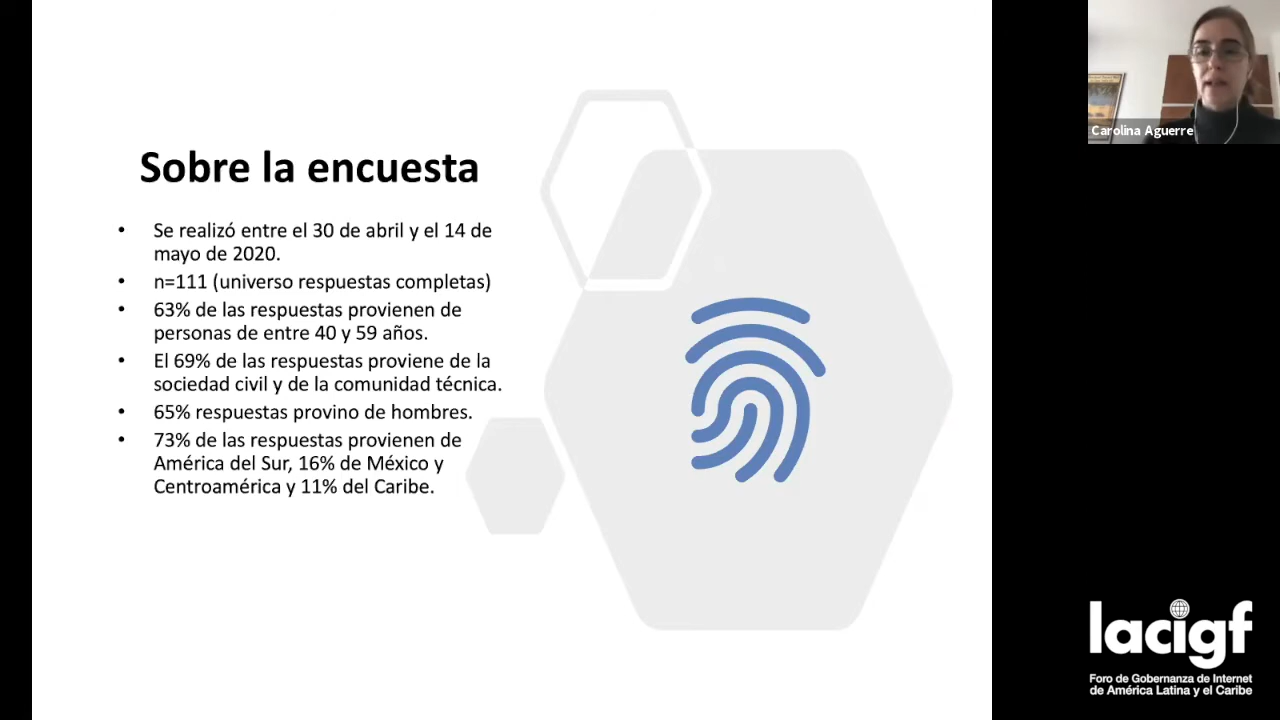 Sobre la encuesta
• Se realizó entre el 30 de abril y el 14 de
mayo de 2020.
• n=111 (universo respuestas completas)
• 63% de las respuestas provienen de
personas de entre 40 y 59 años.
• El 69% de las respuestas proviene de la
sociedad civil y de la comunidad técnica.
• 65% respuestas provino de hombres.
• 73% de las respuestas provienen de
América del Sur, 16% de México y
Centroamérica y 11% del Caribe.
Carolina Aguerre
lacigf
Foro de Gobernanza de Internet
de América Latina y el Caribe